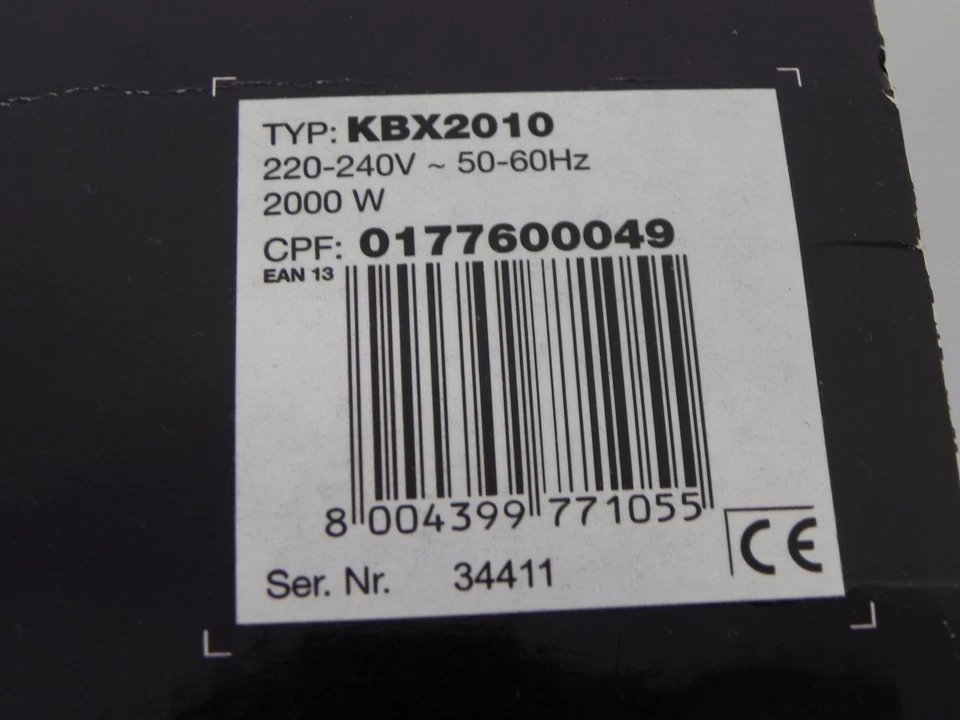 TYP: KBX2010
220-240V ~ 50-60Hz
2000 W
CPF: 0177600049
EAN 13
8 004399 771055
Ser. Nr. 34411
CE